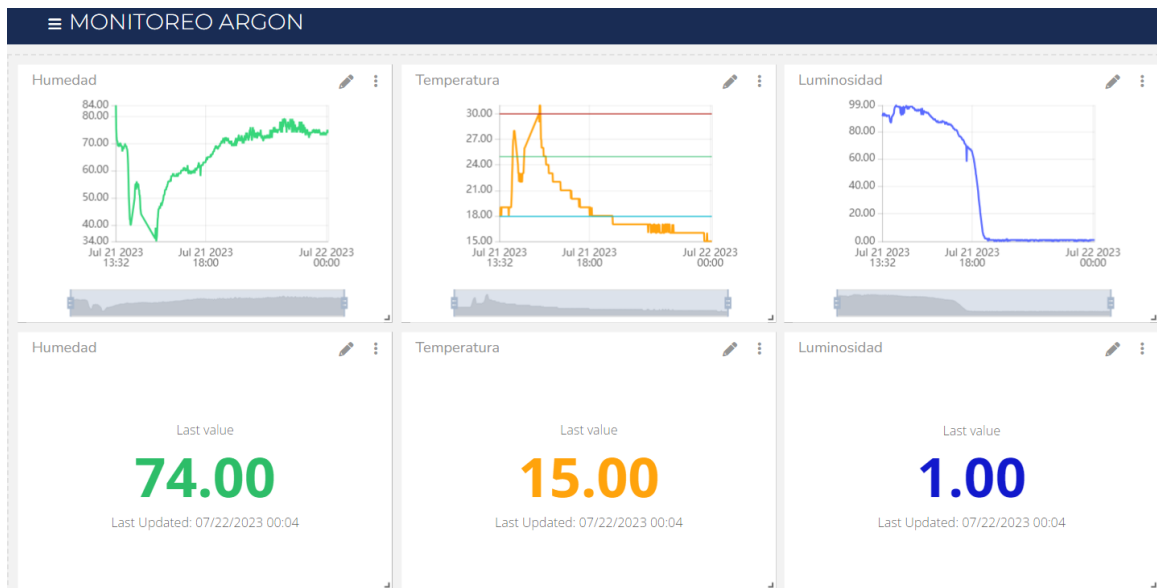 ≡ MONITOREO ARGON
Humedad
84.00
80.00
70.00
60.00
50.00
40.00
34.00
Jul 21 2023
13:32
Jul 21 2023
18:00
Jul 22 2023
00:00
Temperatura
30.00
27.00
24.00
21.00
18.00
15.00
Jul 21 2023
13:32
Jul 21 2023
18:00
Jul 22 2023
00:00
Luminosidad
99.00
80.00
60.00
40.00
20.00
0.00
Jul 21 2023
13:32
Jul 21 2023
18:00
Jul 22 2023
00:00
Humedad
Last value
74.00
Last Updated: 07/22/2023 00:04
Temperatura
Last value
15.00
Last Updated: 07/22/2023 00:04
Luminosidad
Last value
1.00
Last Updated: 07/22/2023 00:04